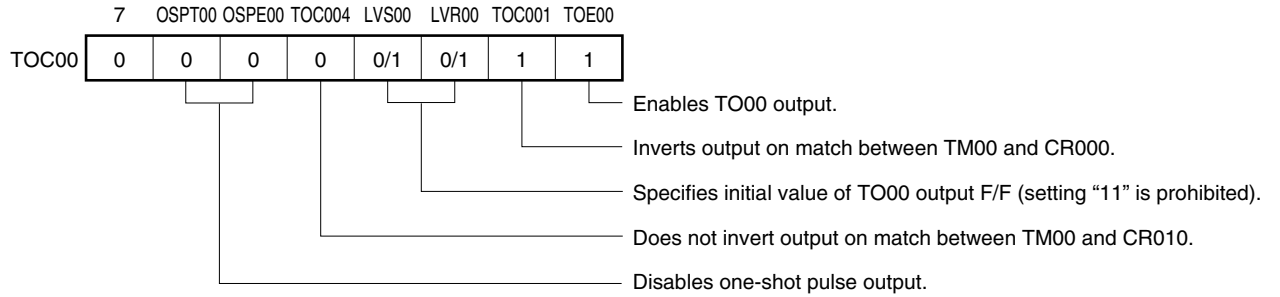 7 OSPT00 OSPE00 TOC004 LVS00 LVR00 TOC001 TOE00
TOC00 0 0 0 0 0/1 0/1 1 1
Enables TO00 output.
Inverts output on match between TM00 and CR000.
Specifies initial value of TO00 output F/F (setting “11” is prohibited).
Does not invert output on match between TM00 and CR010.
Disables one-shot pulse output.